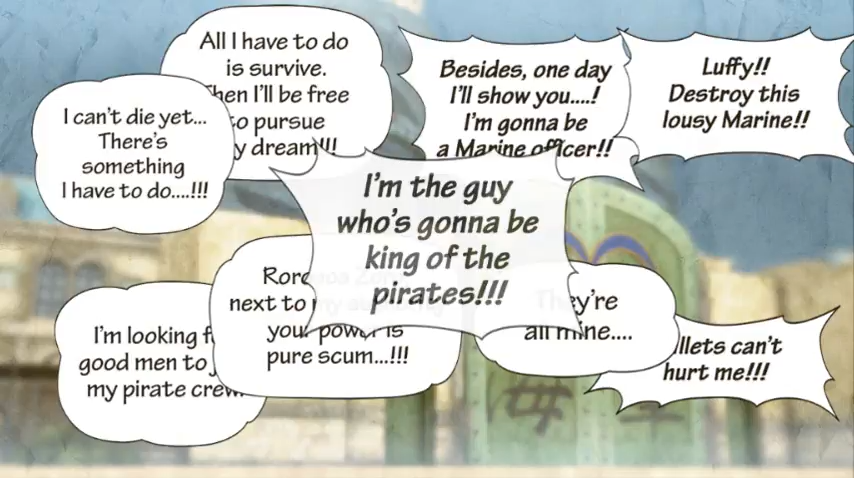 All I have to do
is survive.
Then I'll be free
to pursue
my dream!!!
Besides, one day
I'll show you....!
I'm gonna be
a Marine officer!!
Luffy!!
Destroy this
lousy Marine!!
I can't die yet...
There's
something
I have to do....!!!
I'm the guy
who's gonna be
king of the
pirates!!!
next to
your power is
pure scum...!!!
They're
all mine....
I'm looking
good men to
my pirate crew.
can't
hurt me!!!